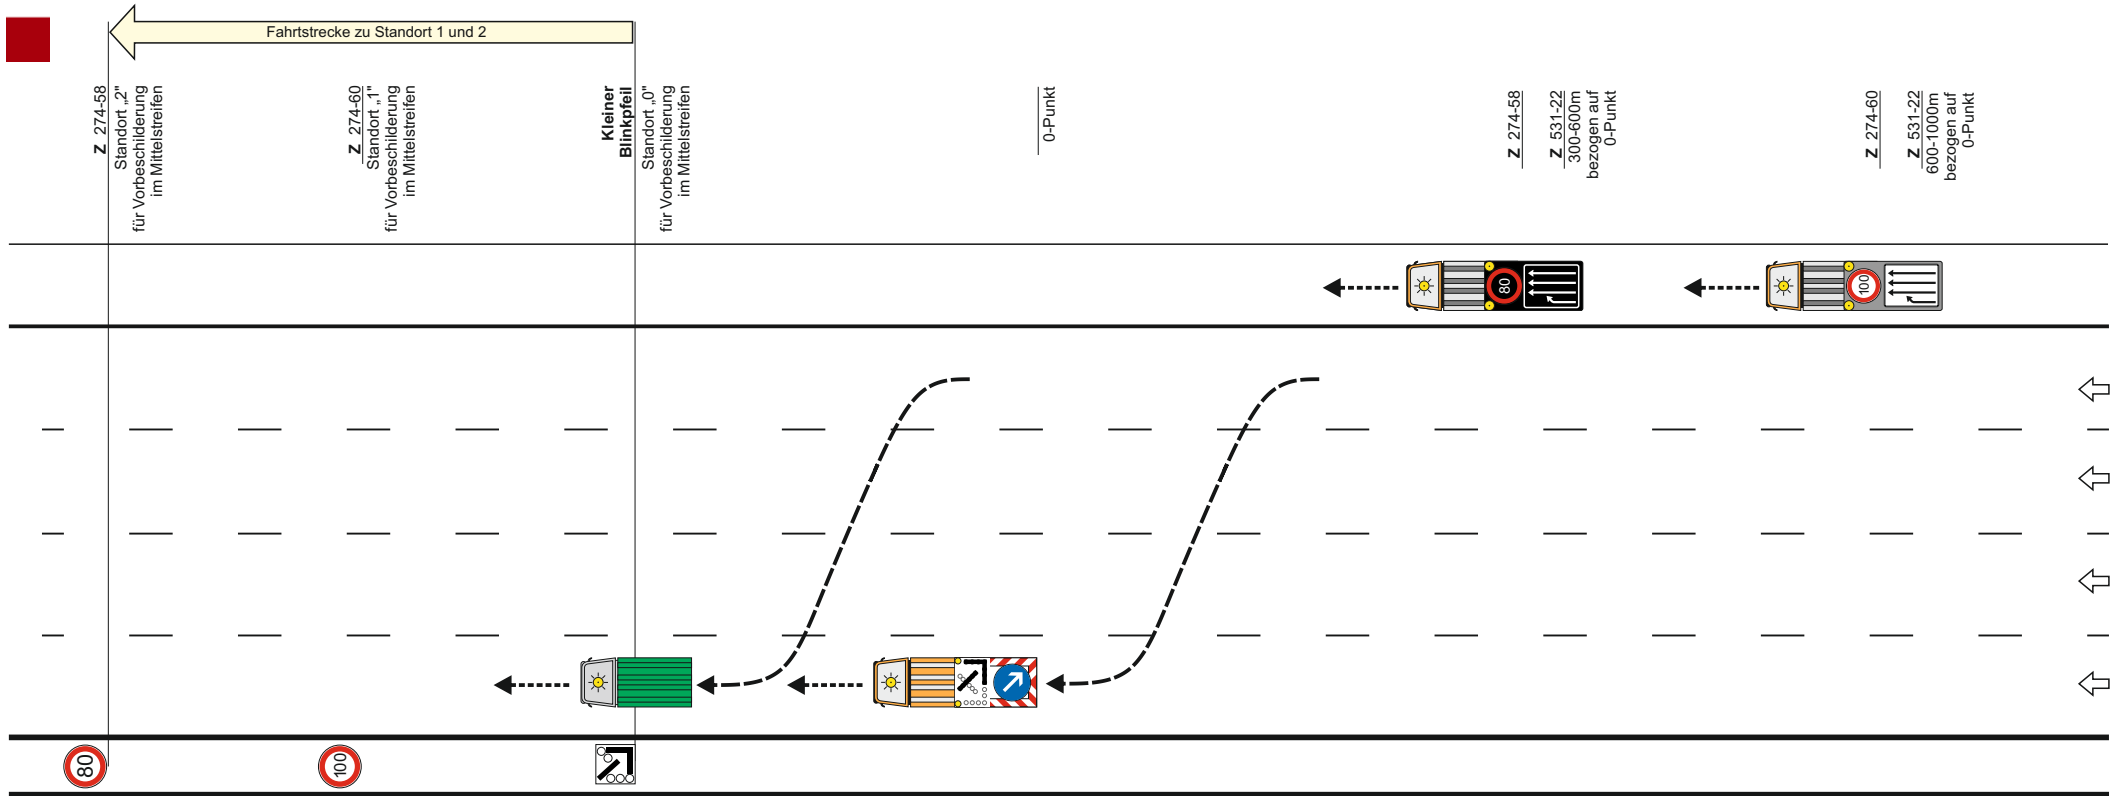 Fahrtstrecke zu Standort 1 und 2
Z 274-58
Standort „2"
für Vorbeschilderung
im Mittelstreifen
Z 274-60
Standort „1"
für Vorbeschilderung
im Mittelstreifen
Kleiner
Blinkpfeil
Standort „0"
für Vorbeschilderung
im Mittelstreifen
0-Punkt
Z 274-58
Z 531-22
300-600m
bezogen auf
0-Punkt
Z 274-60
Z 531-22
600-1000m
bezogen auf
0-Punkt
80
100
80
100